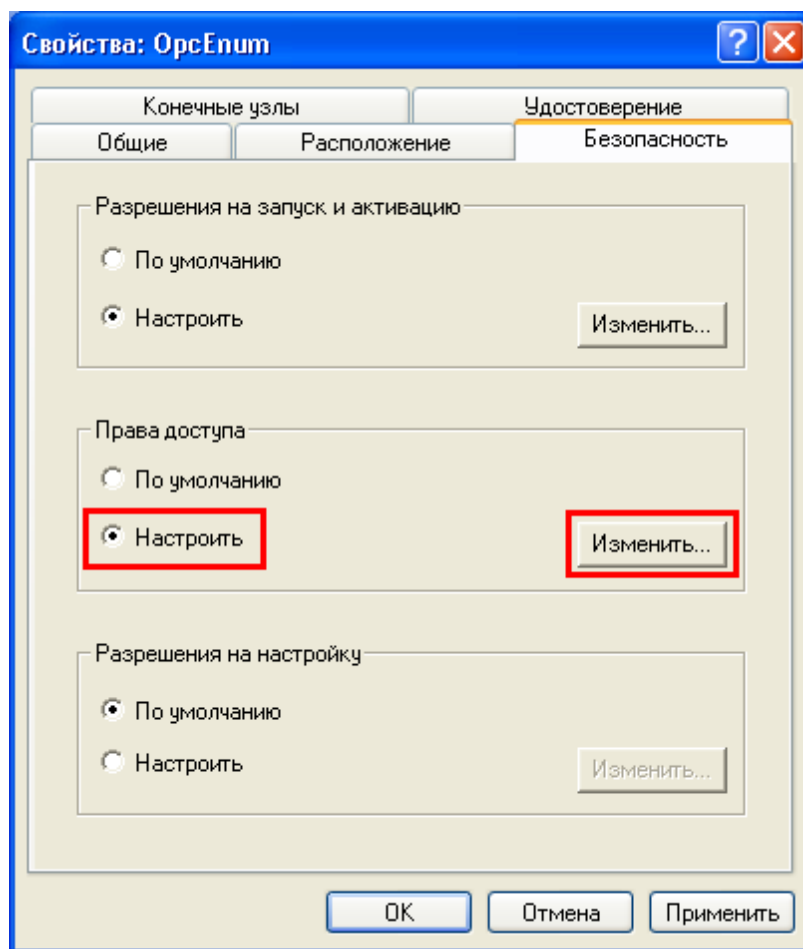 Свойства: OpcEnum
Конечные узлы
Удостоверение
Общие
Расположение
Безопасность
Разрешения на запуск и активацию
По умолчанию
Настроить
Изменить...
Права доступа
По умолчанию
Настроить
Изменить...
Разрешения на настройку
По умолчанию
Настроить
Изменить...
OK
Отмена
Применить